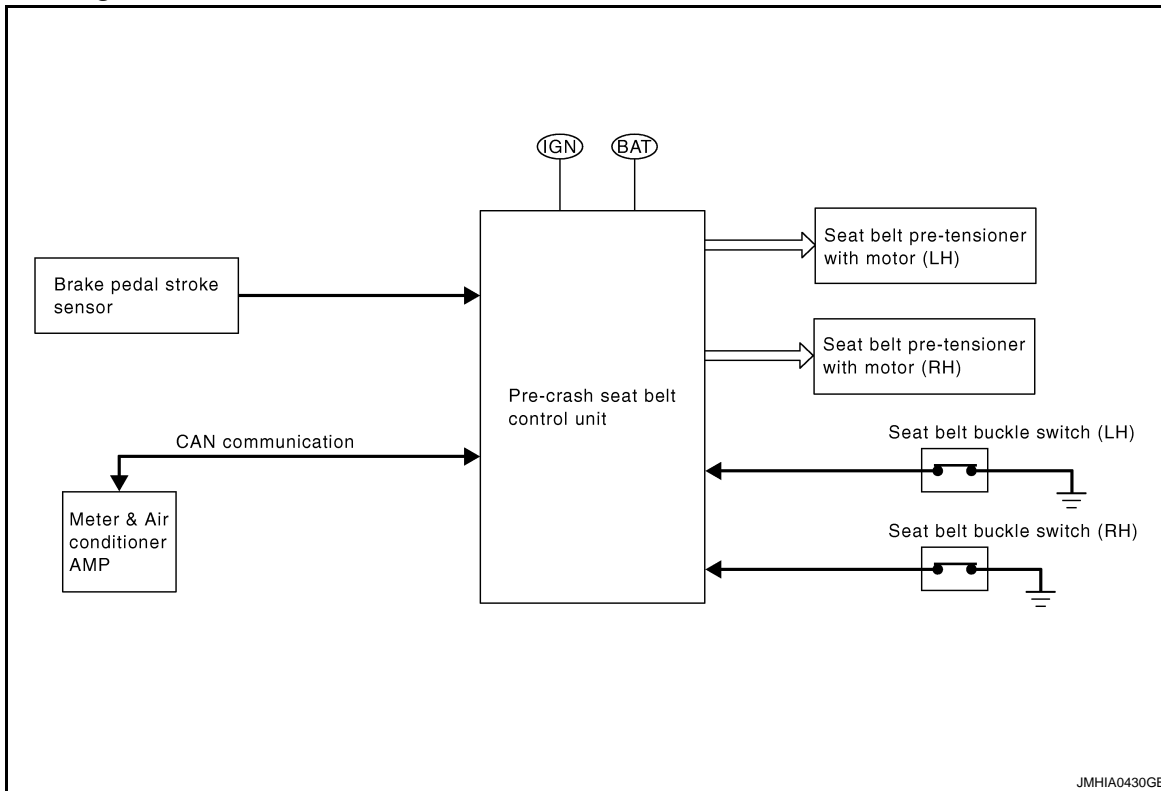 IGN
BAT
Seat belt pre-tensioner
with motor (LH)
Brake pedal stroke
sensor
Seat belt pre-tensioner
with motor (RH)
Pre-crash seat belt
control unit
CAN communication
Seat belt buckle switch (LH)
Meter & Air
conditioner
AMP
Seat belt buckle switch (RH)